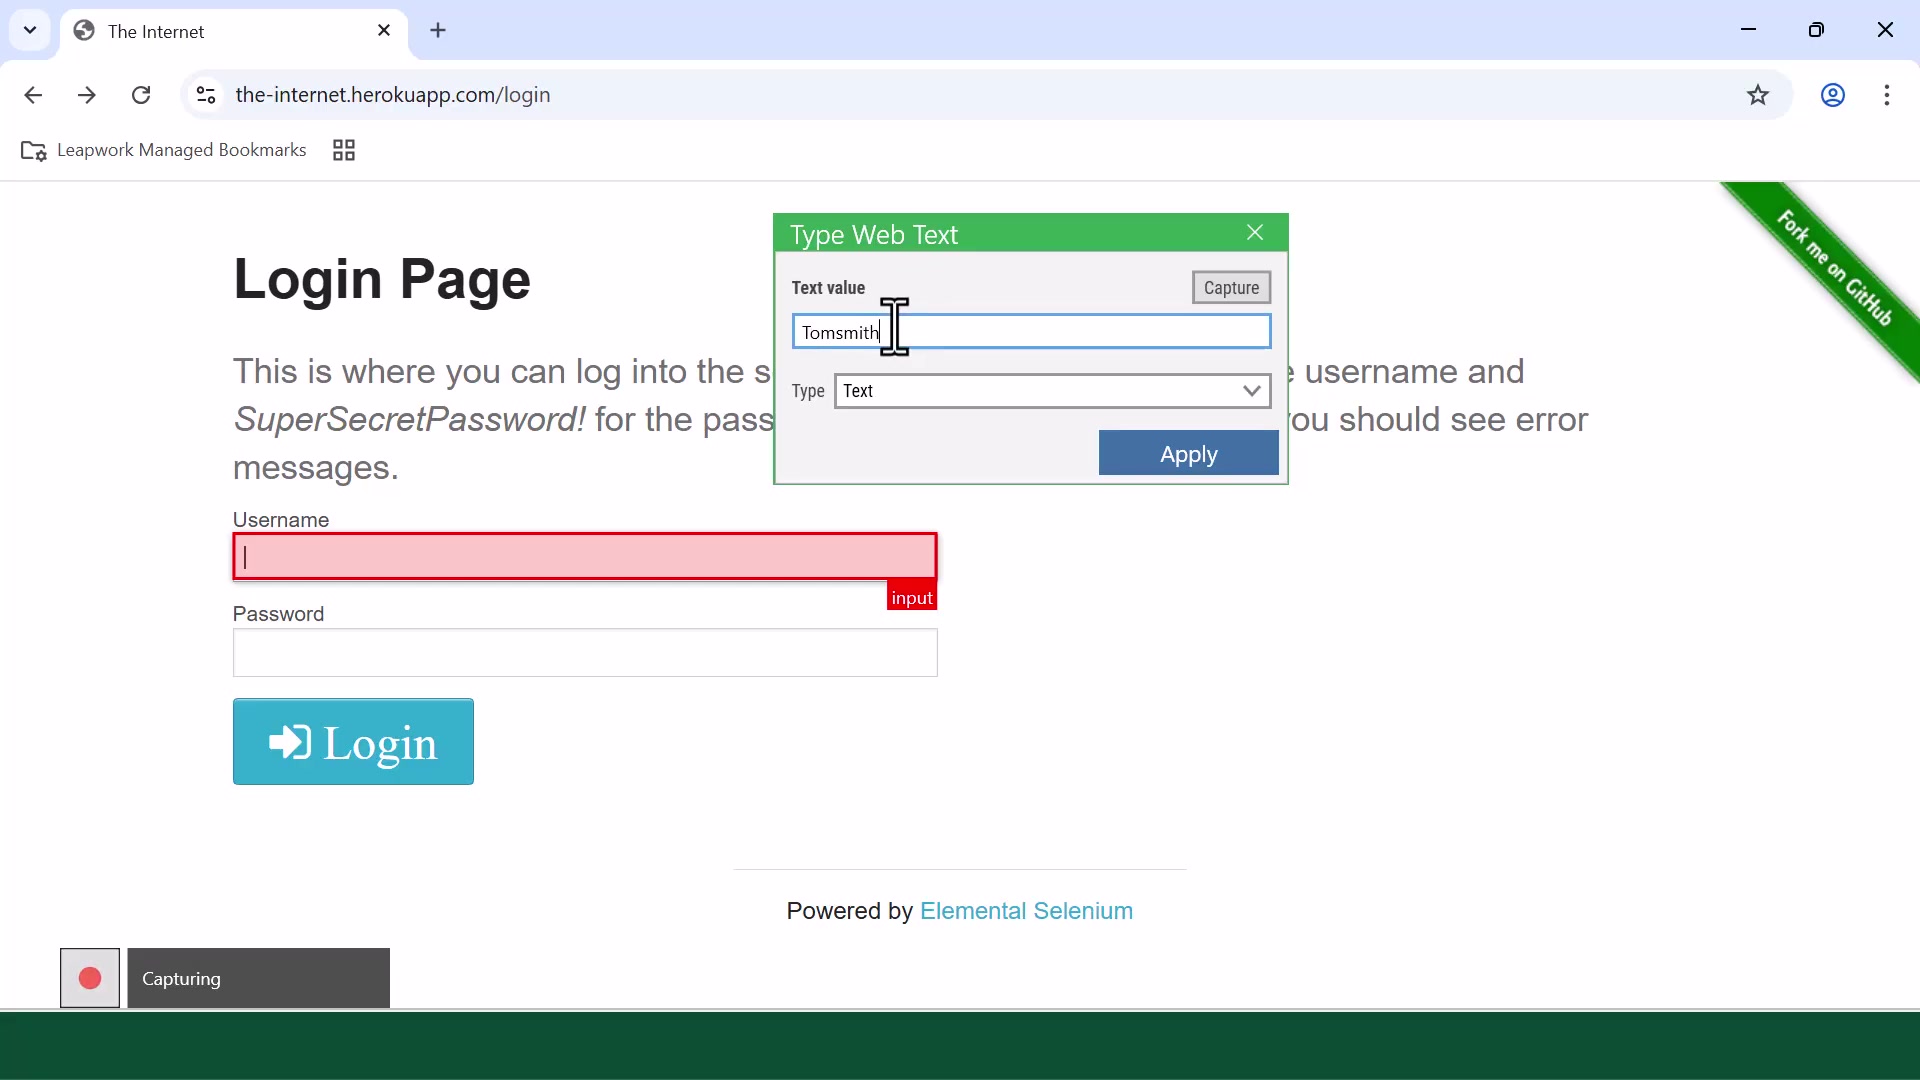 The Internet
the-internet.herokuapp.com/login
Leapwork Managed Bookmarks
Fork me on GitHub
Type Web Text
Text value
Capture
Tomsmith
Type
Text
Apply
Login Page
This is where you can log into the s
username and
SuperSecretPassword! for the pass
ou should see error
messages.
Username
input
Password
Login
Powered by Elemental Selenium
Capturing